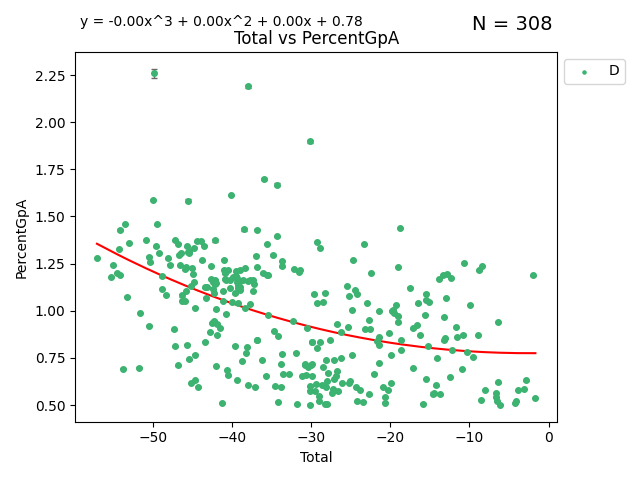 y = -0.00x^3 + 0.00x^2 + 0.00x + 0.78
N = 308
Total vs PercentGpA
D
2.25
2.00
1.75
1.50
1.25
1.00
0.75
0.50
PercentGpA
−50
−40
−30
−20
−10
0
Total